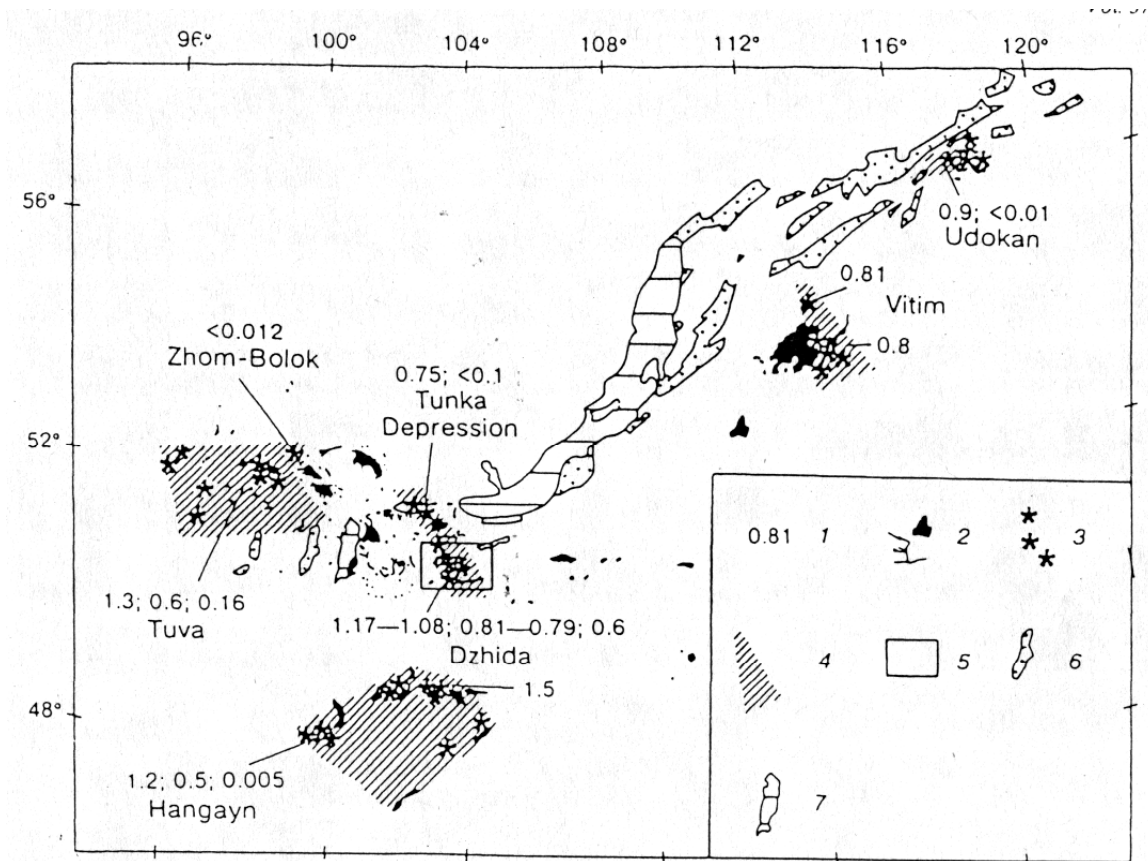 96° 100° 104° 108° 112° 116° 120°
56°
0.9; <0.01
Udokan
0.81
Vitim
<0.012
Zhom-Bolok
0.8
0.75; <0.1
Tunka
Depression
52°
0.81 1 2 3
1.3; 0.6; 0.16
Tuva
1.17—1.08; 0.81—0.79; 0.6
Dzhida
4 5 6
1.5
48°
1.2; 0.5; 0.005
Hangayn
7